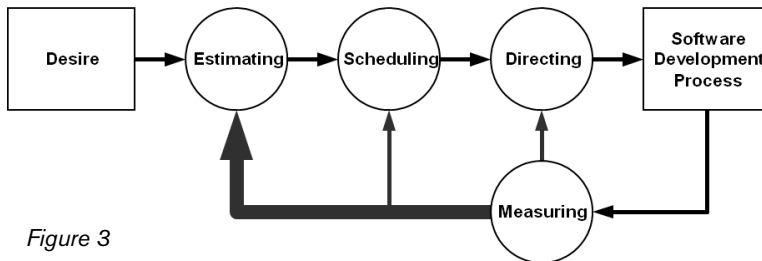 Desire
Estimating
Scheduling
Directing
Software
Development
Process
Measuring
Figure 3